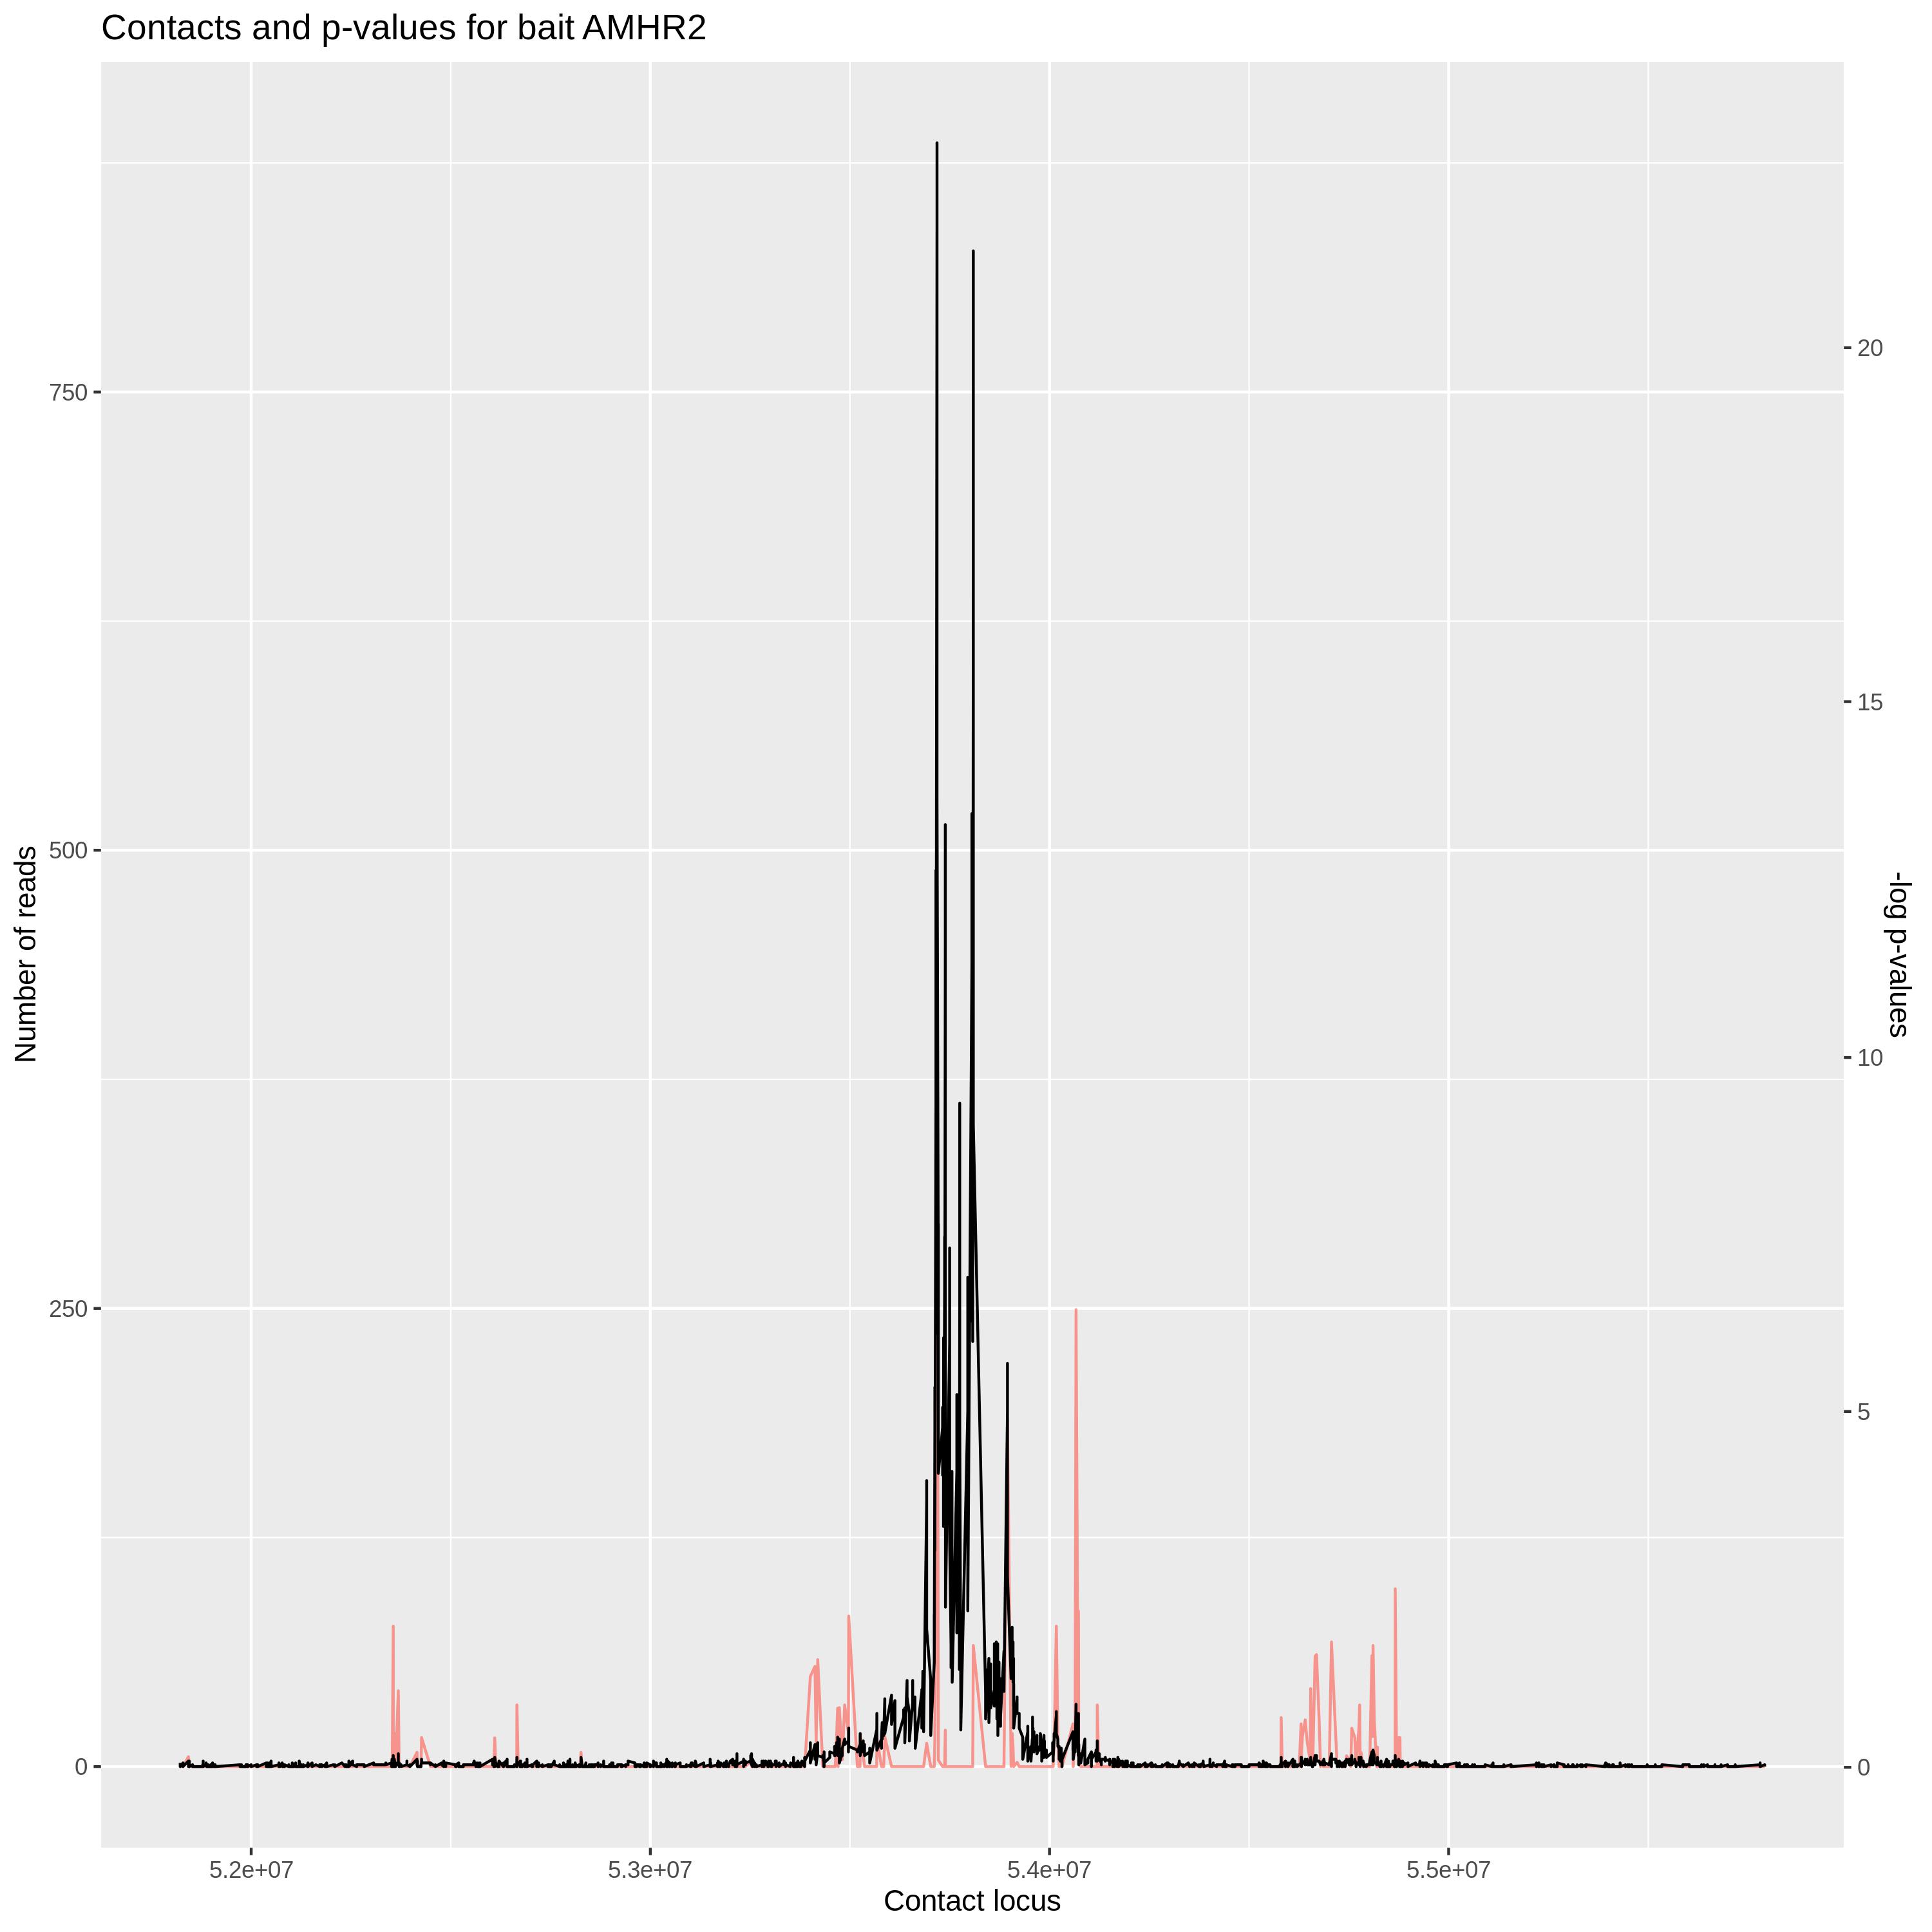 Contacts and p-values for bait AMHR2
750
500
250
0
20
15
10
5
0
Number of reads
-log p-values
5.2e+07
5.3e+07
5.4e+07
5.5e+07
Contact locus